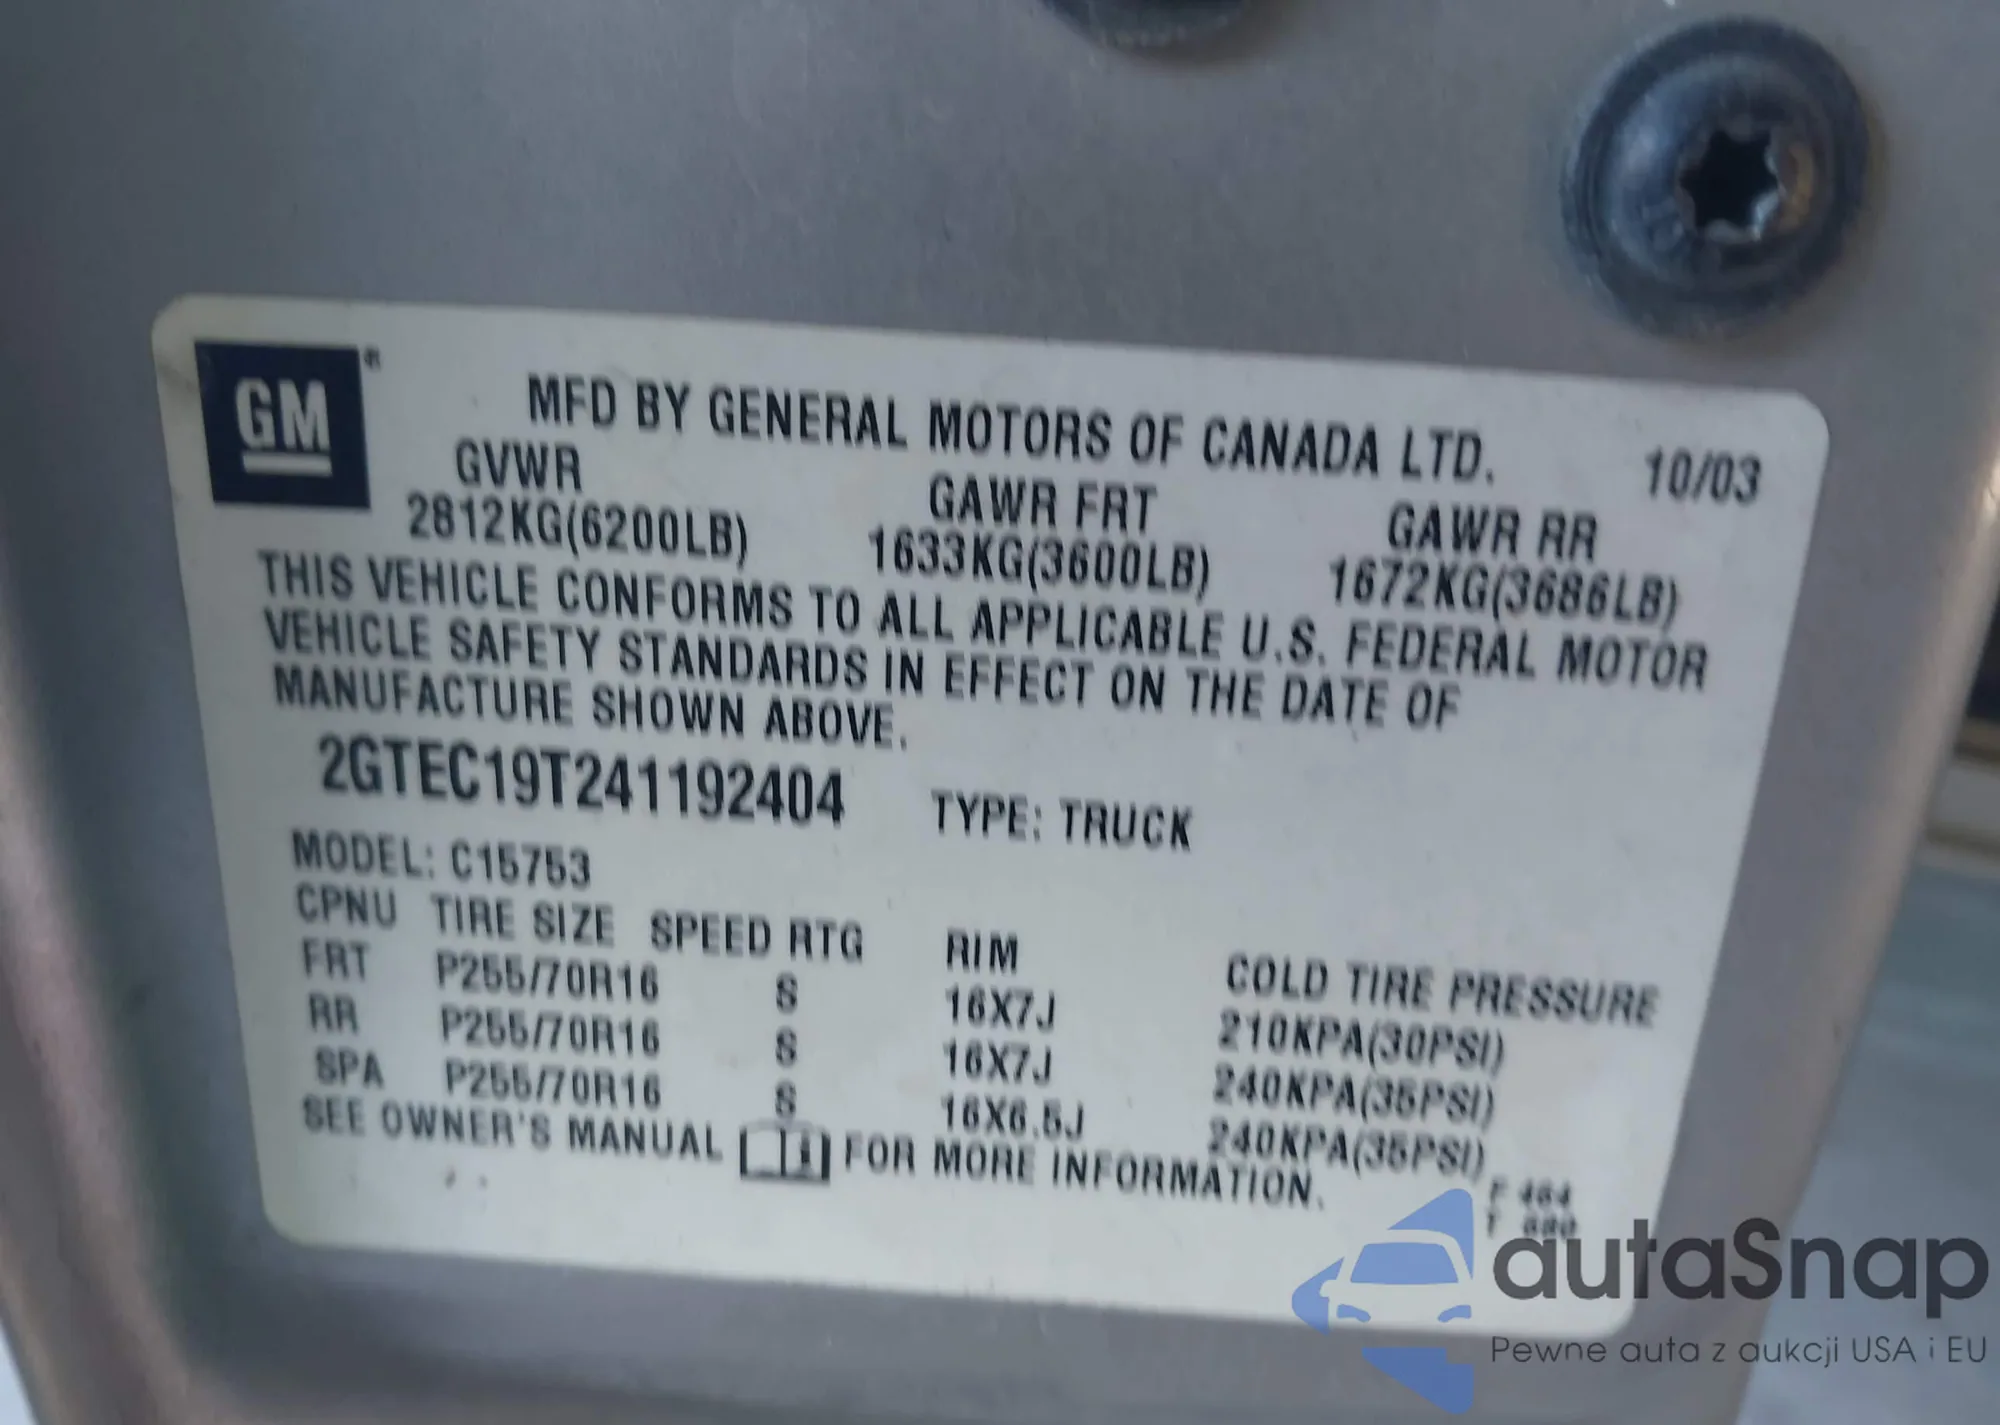 GM®
MFD BY GENERAL MOTORS OF CANADA LTD.
10/03
GVWR GAWR FRT GAWR RR
2812KG(6200LB) 1633KG(3600LB) 1672KG(3686LB)
THIS VEHICLE CONFORMS TO ALL APPLICABLE U.S. FEDERAL MOTOR
VEHICLE SAFETY STANDARDS IN EFFECT ON THE DATE OF
MANUFACTURE SHOWN ABOVE.
2GTEC19T241192404 TYPE: TRUCK
MODEL: C15753
CPNU TIRE SIZE SPEED RTG RIM COLD TIRE PRESSURE
FRT P255/70R16 S 16X7J 210KPA(30PSI)
RR P255/70R16 S 16X7J 240KPA(35PSI)
SPA P255/70R16 S 16X6.5J 240KPA(35PSI)
SEE OWNER'S MANUAL FOR MORE INFORMATION.
F 464
T
autaSnap
Pewne auta z aukcji USA i EU